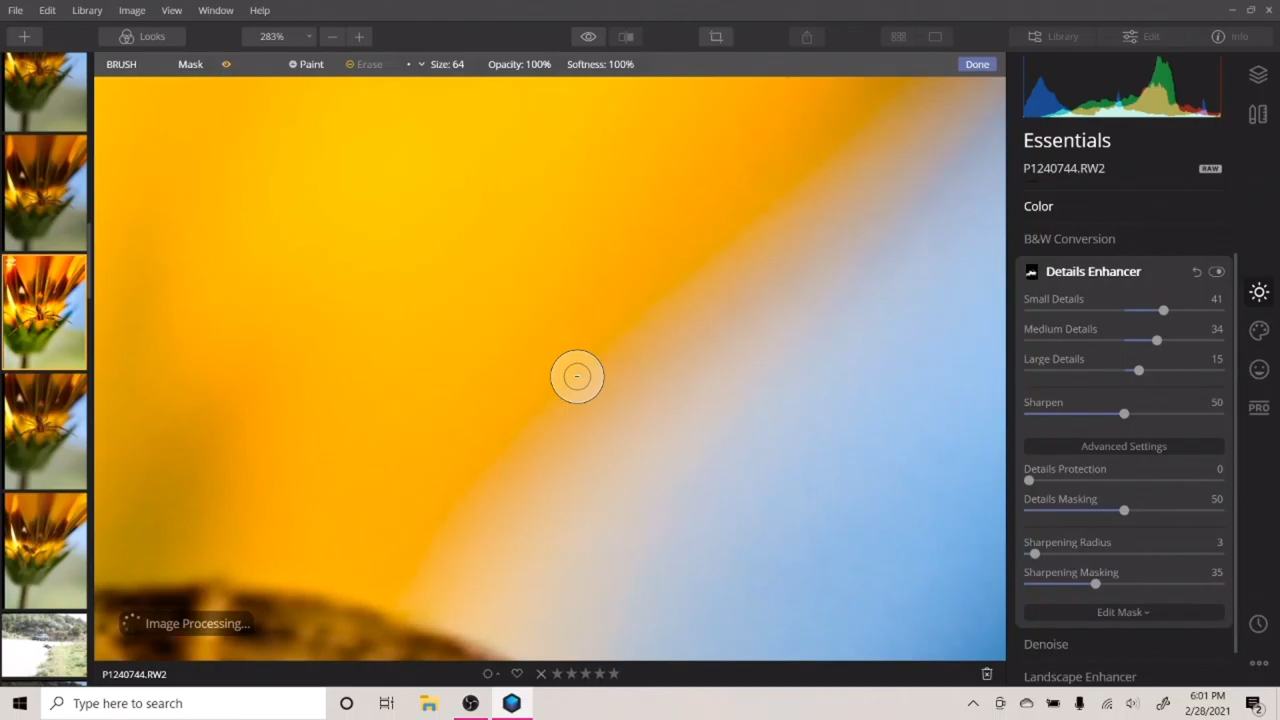 File Edit Library Image View Window Help
Looks 283% Library Edit Info
BRUSH Mask Paint Erase Size: 64 Opacity: 100% Softness: 100% Done
Essentials
P1240744.RW2 RAW
Color
B&W Conversion
Details Enhancer
Small Details 41
Medium Details 34
Large Details 15
Sharpen 50
Advanced Settings
Details Protection 0
Details Masking 50
Sharpening Radius 3
Sharpening Masking 35
Edit Mask
Denoise
Landscape Enhancer
PRO
Image Processing...
P1240744.RW2
Type here to search
6:01 PM
2/28/2021
2